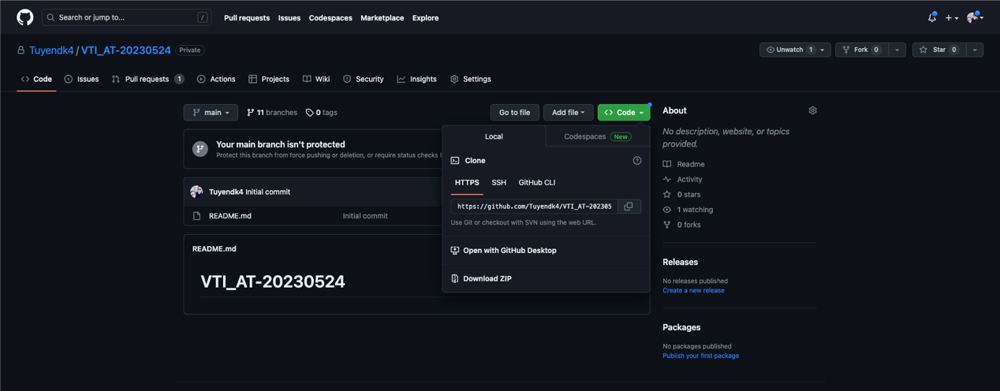 Search or jump to... /
Pull requests Issues Codespaces Marketplace Explore
Tuyendk4 / VTI_AT-20230524 Private
Unwatch 1 Fork 0 Star 0
Code Issues Pull requests 1 Actions Projects Wiki Security Insights Settings
main 11 branches 0 tags
Go to file Add file Code
Your main branch isn't protected
Protect this branch from force pushing or deletion, or require status checks
Tuyendk4 Initial commit
README.md Initial commit
README.md
VTI_AT-20230524
Local Codespaces New
Clone
HTTPS SSH GitHub CLI
https://github.com/Tuyendk4/VTI_AT-202305
Use Git or checkout with SVN using the web URL.
Open with GitHub Desktop
Download ZIP
About
No description, website, or topics
provided.
Readme
Activity
0 stars
1 watching
0 forks
Releases
No releases published
Create a new release
Packages
No packages published
Publish your first package